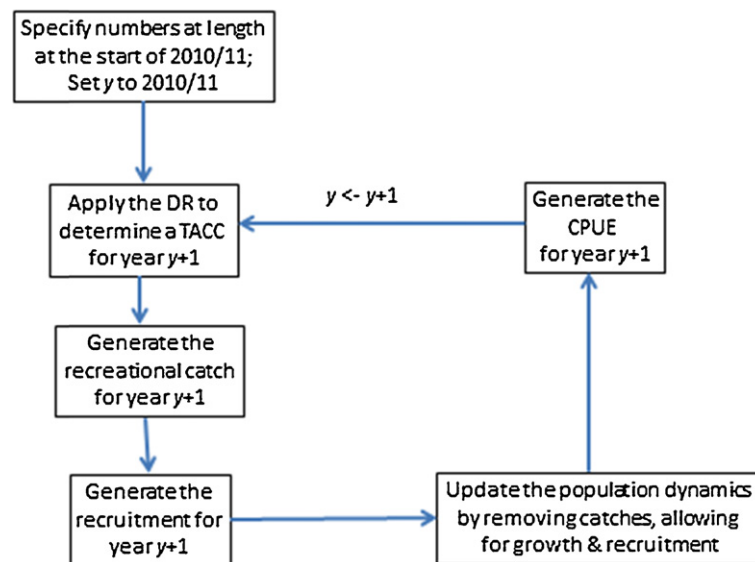 Specify numbers at length
at the start of 2010/11;
Set y to 2010/11
Apply the DR to
determine a TACC
for year y+1
y <- y+1
Generate the
CPUE
for year y+1
Generate the
recreational catch
for year y+1
Generate the
recruitment for
year y+1
Update the population dynamics
by removing catches, allowing
for growth & recruitment